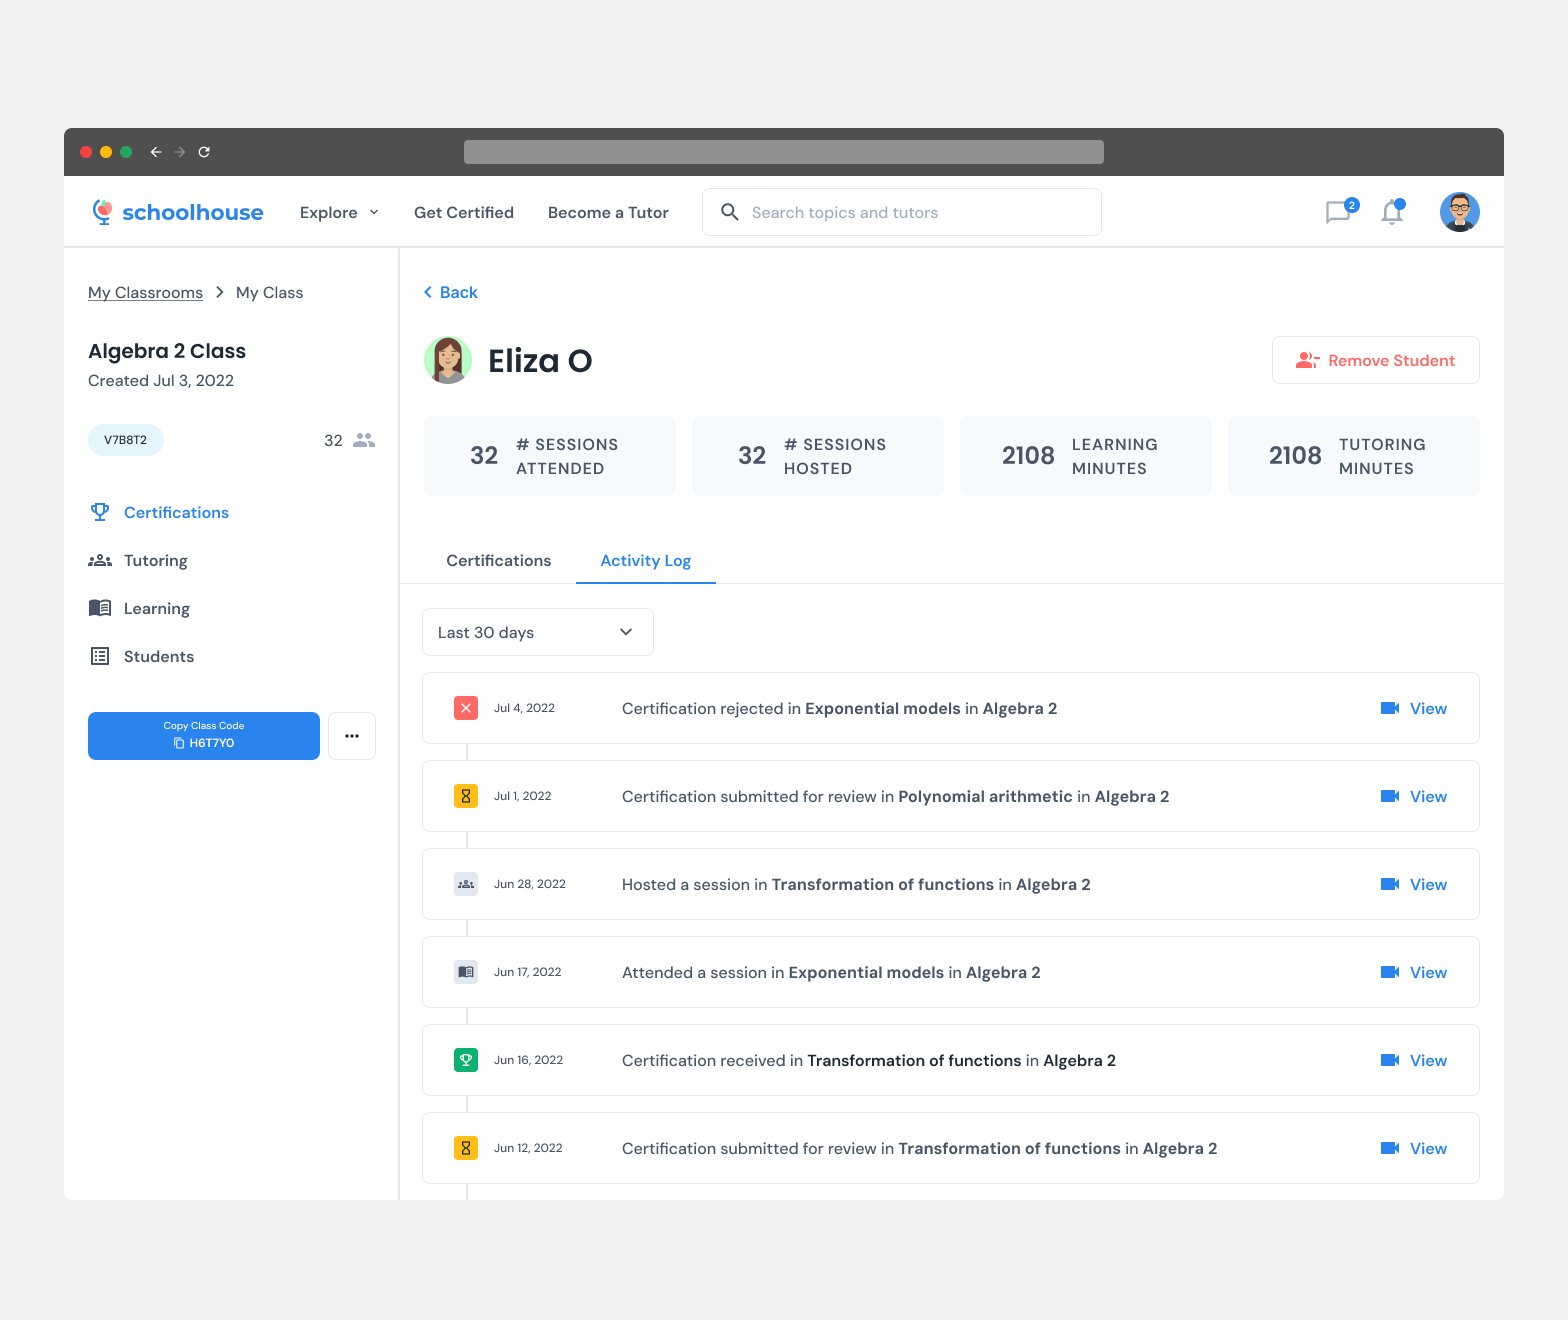 schoolhouse
Explore
Get Certified
Become a Tutor
Search topics and tutors
2
My Classrooms
My Class
Algebra 2 Class
Created Jul 3, 2022
V7B8T2
32
Certifications
Tutoring
Learning
Students
Copy Class Code
H6T7Y0
Back
Eliza O
Remove Student
32
# SESSIONS
ATTENDED
32
# SESSIONS
HOSTED
2108
LEARNING
MINUTES
2108
TUTORING
MINUTES
Certifications
Activity Log
Last 30 days
Jul 4, 2022 Certification rejected in Exponential models in Algebra 2 View
Jul 1, 2022 Certification submitted for review in Polynomial arithmetic in Algebra 2 View
Jun 28, 2022 Hosted a session in Transformation of functions in Algebra 2 View
Jun 17, 2022 Attended a session in Exponential models in Algebra 2 View
Jun 16, 2022 Certification received in Transformation of functions in Algebra 2 View
Jun 12, 2022 Certification submitted for review in Transformation of functions in Algebra 2 View